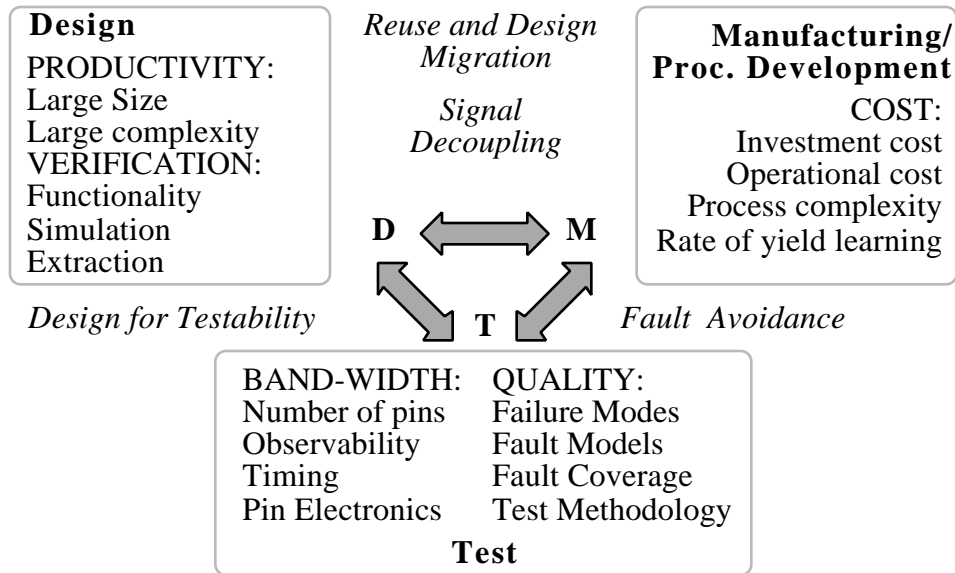 Design
PRODUCTIVITY:
Large Size
Large complexity
VERIFICATION:
Functionality
Simulation
Extraction
Reuse and Design
Migration
Signal
Decoupling
Manufacturing/
Proc. Development
COST:
Investment cost
Operational cost
Process complexity
Rate of yield learning
D
M
T
Design for Testability
Fault Avoidance
BAND-WIDTH:
Number of pins
Observability
Timing
Pin Electronics
QUALITY:
Failure Modes
Fault Models
Fault Coverage
Test Methodology
Test